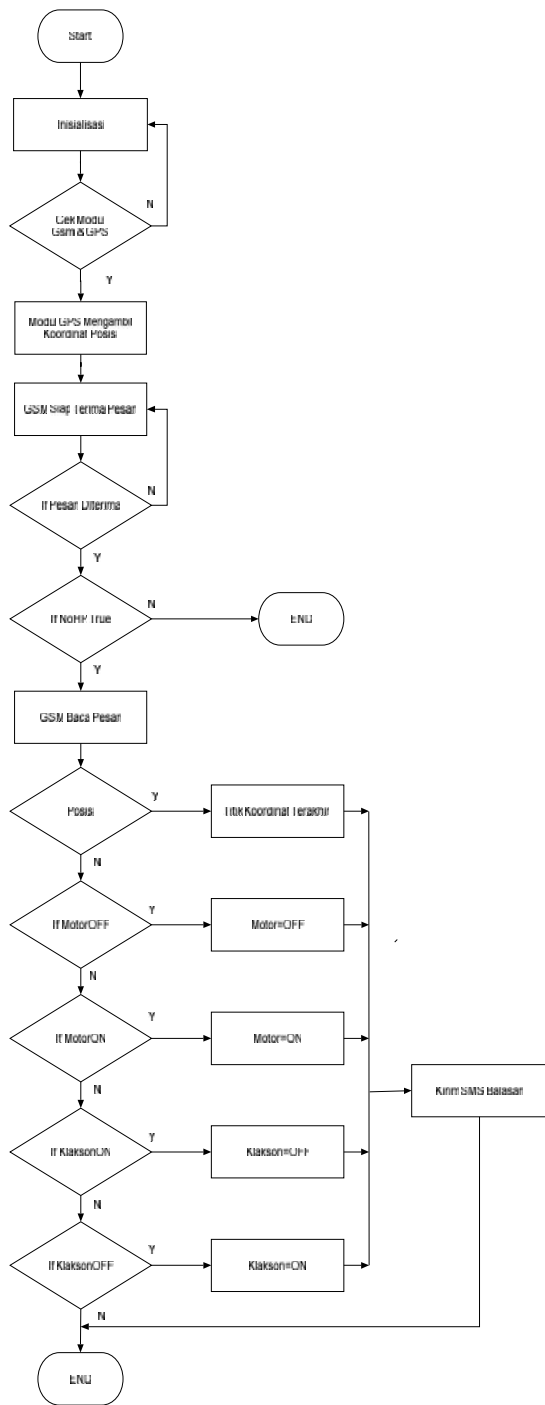 Start
Inisialisasi
N
Cek Modul
Gsm & GPS
Y
Modul GPS Mengambil
Koordinat Posisi
GSM Siap Terima Pesan
N
If Pesan Diterima
Y
If NoHP True
N
END
Y
GSM Baca Pesan
Posisi
Y
Titik Koordinat Terakhir
N
If MotorOFF
Y
Motor=OFF
N
If MotorON
Y
Motor=ON
Kirim SMS Balasan
N
If KlaksonON
Y
Klakson=OFF
N
If KlaksonOFF
Y
Klakson=ON
N
END